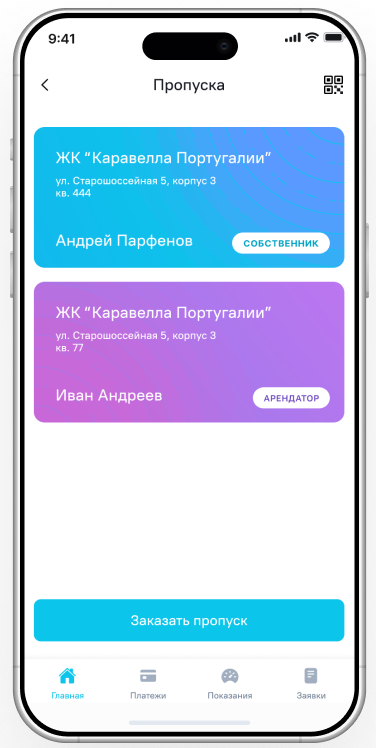 9:41
Пропуска
ЖК “Каравелла Португалии”
ул. Старошоссейная 5, корпус 3
кв. 444
Андрей Парфенов
СОБСТВЕННИК
ЖК “Каравелла Португалии”
ул. Старошоссейная 5, корпус 3
кв. 77
Иван Андреев
АРЕНДАТОР
Заказать пропуск
Главная Платежи Показания Заявки